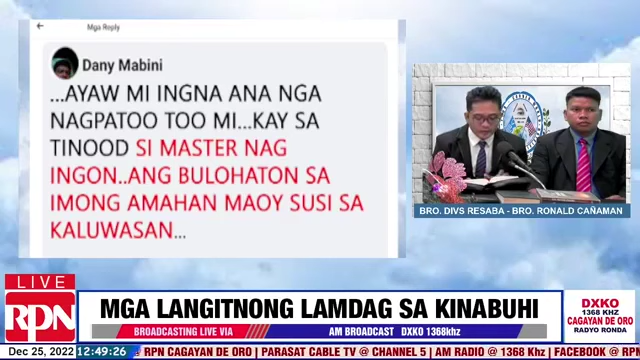 Mga Reply
Dany Mabini
...AYAW MI INGNA ANA NGA
NAGPATOO TOO MI...KAY SA
TINOOD SI MASTER NAG
INGON..ANG BULOHATON SA
IMONG AMAHAN MAOY SUSI SA
KALUWASAN...
BRO. DIVS RESABA - BRO. RONALD CAÑAMAN
LIVE
RPN
MGA LANGITNONG LAMDAG SA KINABUHI
BROADCASTING LIVE VIA
AM BROADCAST DXKO 1368khz
DXKO
1368 KHZ
CAGAYAN DE ORO
RADYO RONDA
Dec 25, 2022 12:49:26
RPN CAGAYAN DE ORO | PARASAT CABLE TV @ CHANNEL 5 | AM RADIO @ 1368 Khz | FACEBOOK @ RPN